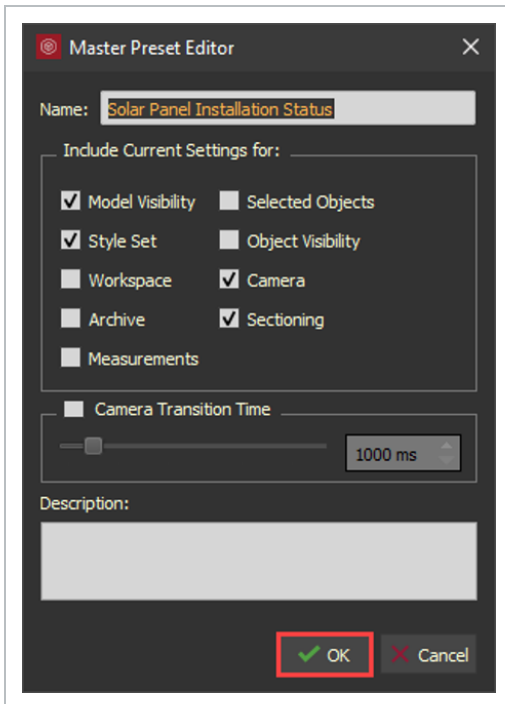 Master Preset Editor
Name: Solar Panel Installation Status
Include Current Settings for:
Model Visibility Selected Objects
Style Set Object Visibility
Workspace Camera
Archive Sectioning
Measurements
Camera Transition Time
1000 ms
Description:
OK Cancel